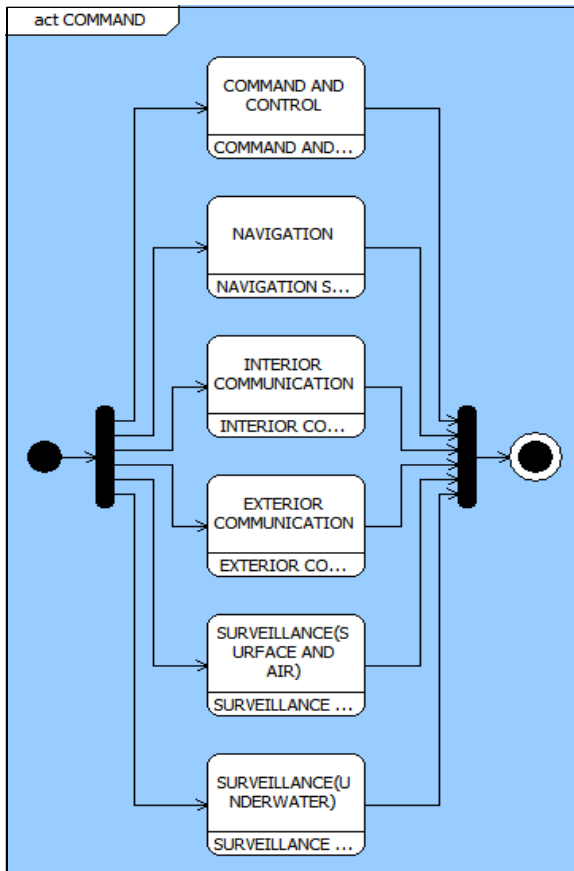 act COMMAND
COMMAND AND
CONTROL
COMMAND AND...
NAVIGATION
NAVIGATION S...
INTERIOR
COMMUNICATION
INTERIOR CO...
EXTERIOR
COMMUNICATION
EXTERIOR CO...
SURVEILLANCE(S
URFACE AND
AIR)
SURVEILLANCE ...
SURVEILLANCE(U
NDERWATER)
SURVEILLANCE ...